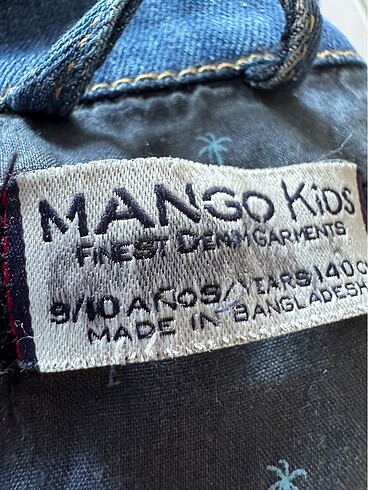 MANGO KiDS
FINEST DENIM GARMENTS
9/10 AÑOS/YEARS 140 c
MADE IN BANGLADESH